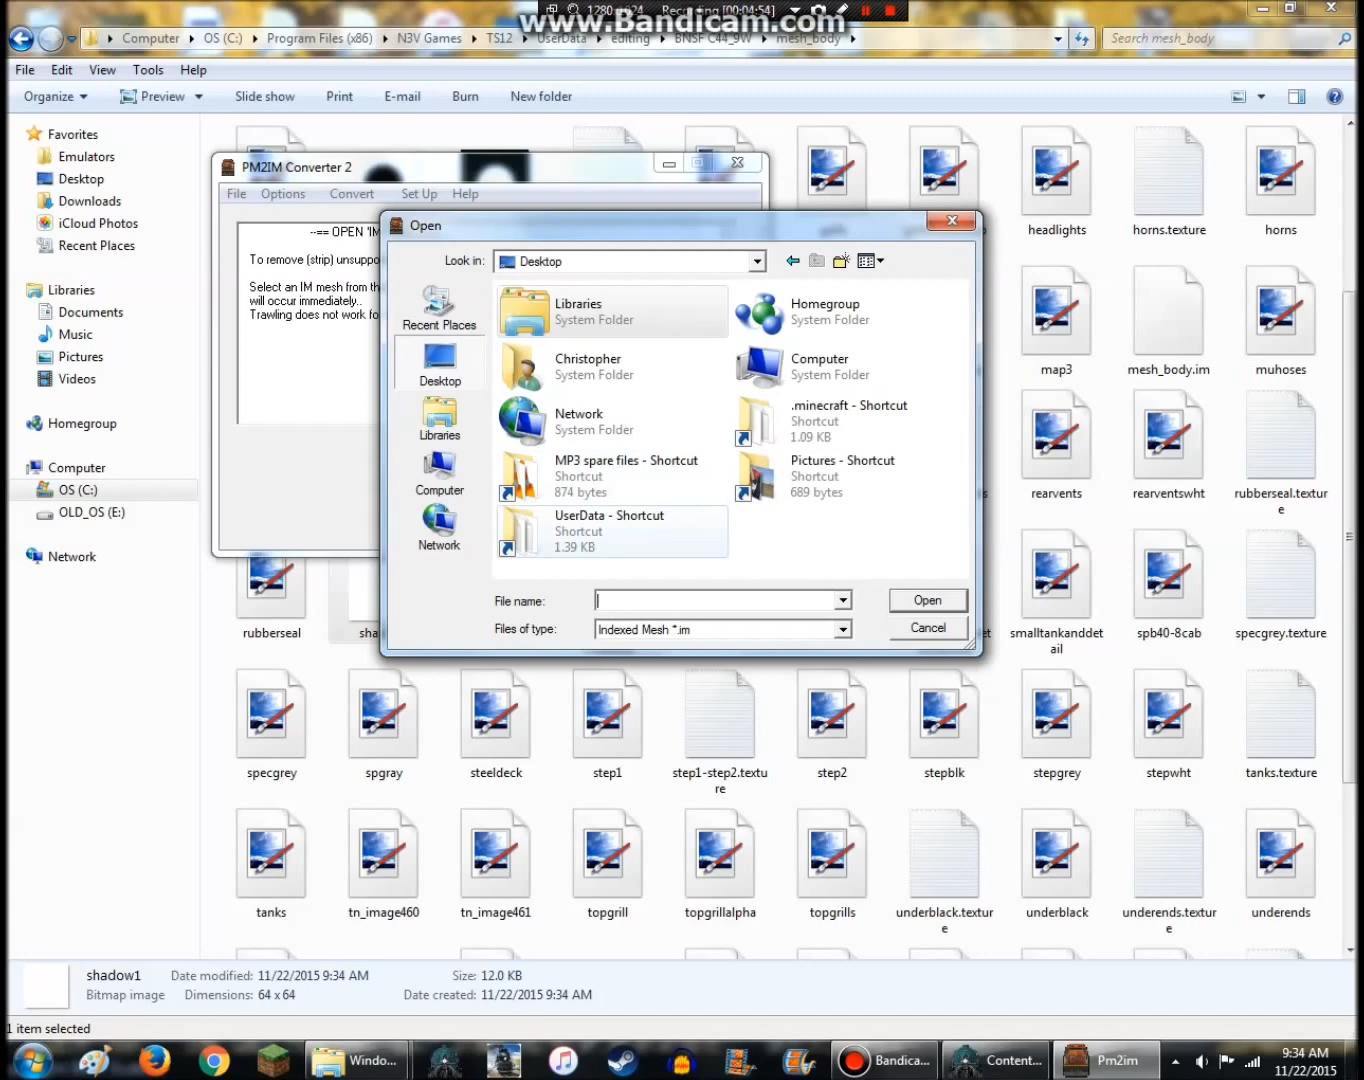 1280x1024 Recording [00:04:54]
www.Bandicam.com
Computer OS (C:) Program Files (x86) N3V Games TS12 UserData editing BNSF C44_9W mesh_body
Search mesh_body
File Edit View Tools Help
Organize Preview Slide show Print E-mail Burn New folder
Favorites
Emulators
Desktop
Downloads
iCloud Photos
Recent Places
Libraries
Documents
Music
Pictures
Videos
Homegroup
Computer
OS (C:)
OLD_OS (E:)
Network
PM2IM Converter 2
File Options Convert Set Up Help
--== OPEN 'IM
To remove (strip) unsuppo
Select an IM mesh from th
will occur immediately..
Trawling does not work fo
Open
Look in: Desktop
Recent Places
Desktop
Libraries
Computer
Network
Libraries
System Folder
Homegroup
System Folder
Christopher
System Folder
Computer
System Folder
Network
System Folder
.minecraft - Shortcut
Shortcut
1.09 KB
MP3 spare files - Shortcut
Shortcut
874 bytes
Pictures - Shortcut
Shortcut
689 bytes
UserData - Shortcut
Shortcut
1.39 KB
File name: Open
Files of type: Indexed Mesh *.im Cancel
headlights horns.texture horns
map3 mesh_body.im muhoses
rearvents rearventswht rubberseal.textur
e
rubberseal sha smalltankanddet
ail
spb40-8cab specgrey.texture
specgrey spgray steeldeck step1 step1-step2.textu
re
step2 stepblk stepgrey stepwht tanks.texture
tanks tn_image460 tn_image461 topgrill topgrillalpha topgrills underblack.textur
e
underblack underends.textur
e
underends
shadow1 Date modified: 11/22/2015 9:34 AM Size: 12.0 KB
Bitmap image Dimensions: 64 x 64 Date created: 11/22/2015 9:34 AM
1 item selected
Windo... Bandica... Content... Pm2im
9:34 AM
11/22/2015